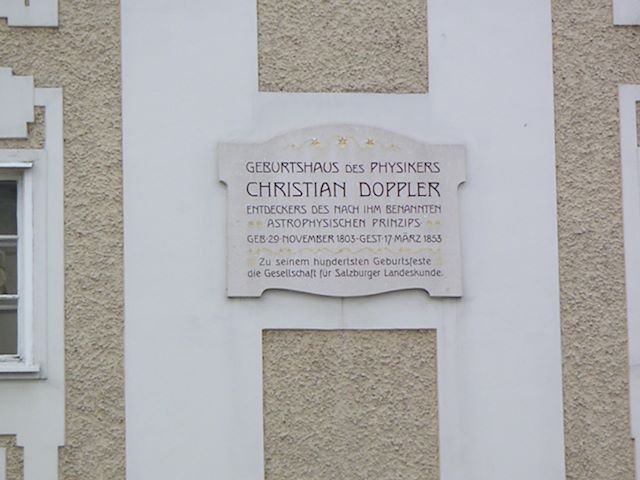 GEBURTSHAUS DES PHYSIKERS
CHRISTIAN DOPPLER
ENTDECKERS DES NACH IHM BENANNTEN
ASTROPHYSISCHEN PRINZIPS
GEB·29·NOVEMBER 1803·GEST·17·MÄRZ 1853
Zu seinem hundertsten Geburtsfeste
die Gesellschaft für Salzburger Landeskunde.